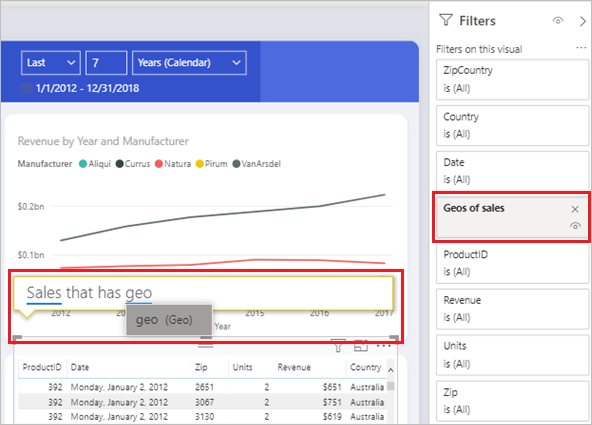 Last 7 Years (Calendar)
1/1/2012 - 12/31/2018
Revenue by Year and Manufacturer
Manufacturer Aliqui Currus Natura Pirum VanArsdel
$0.2bn
$0.1bn
Sales that has geo
2012 2015 2016 2017
geo (Geo)
Year
ProductID Date Zip Units Revenue Country
392 Monday, January 2, 2012 2651 2 $651 Australia
392 Monday, January 2, 2012 3067 2 $751 Australia
392 Monday, January 2, 2012 3130 2 $619 Australia
Filters
Filters on this visual
ZipCountry
is (All)
Country
is (All)
Date
is (All)
Geos of sales
ProductID
is (All)
Revenue
is (All)
Units
is (All)
Zip
is (All)